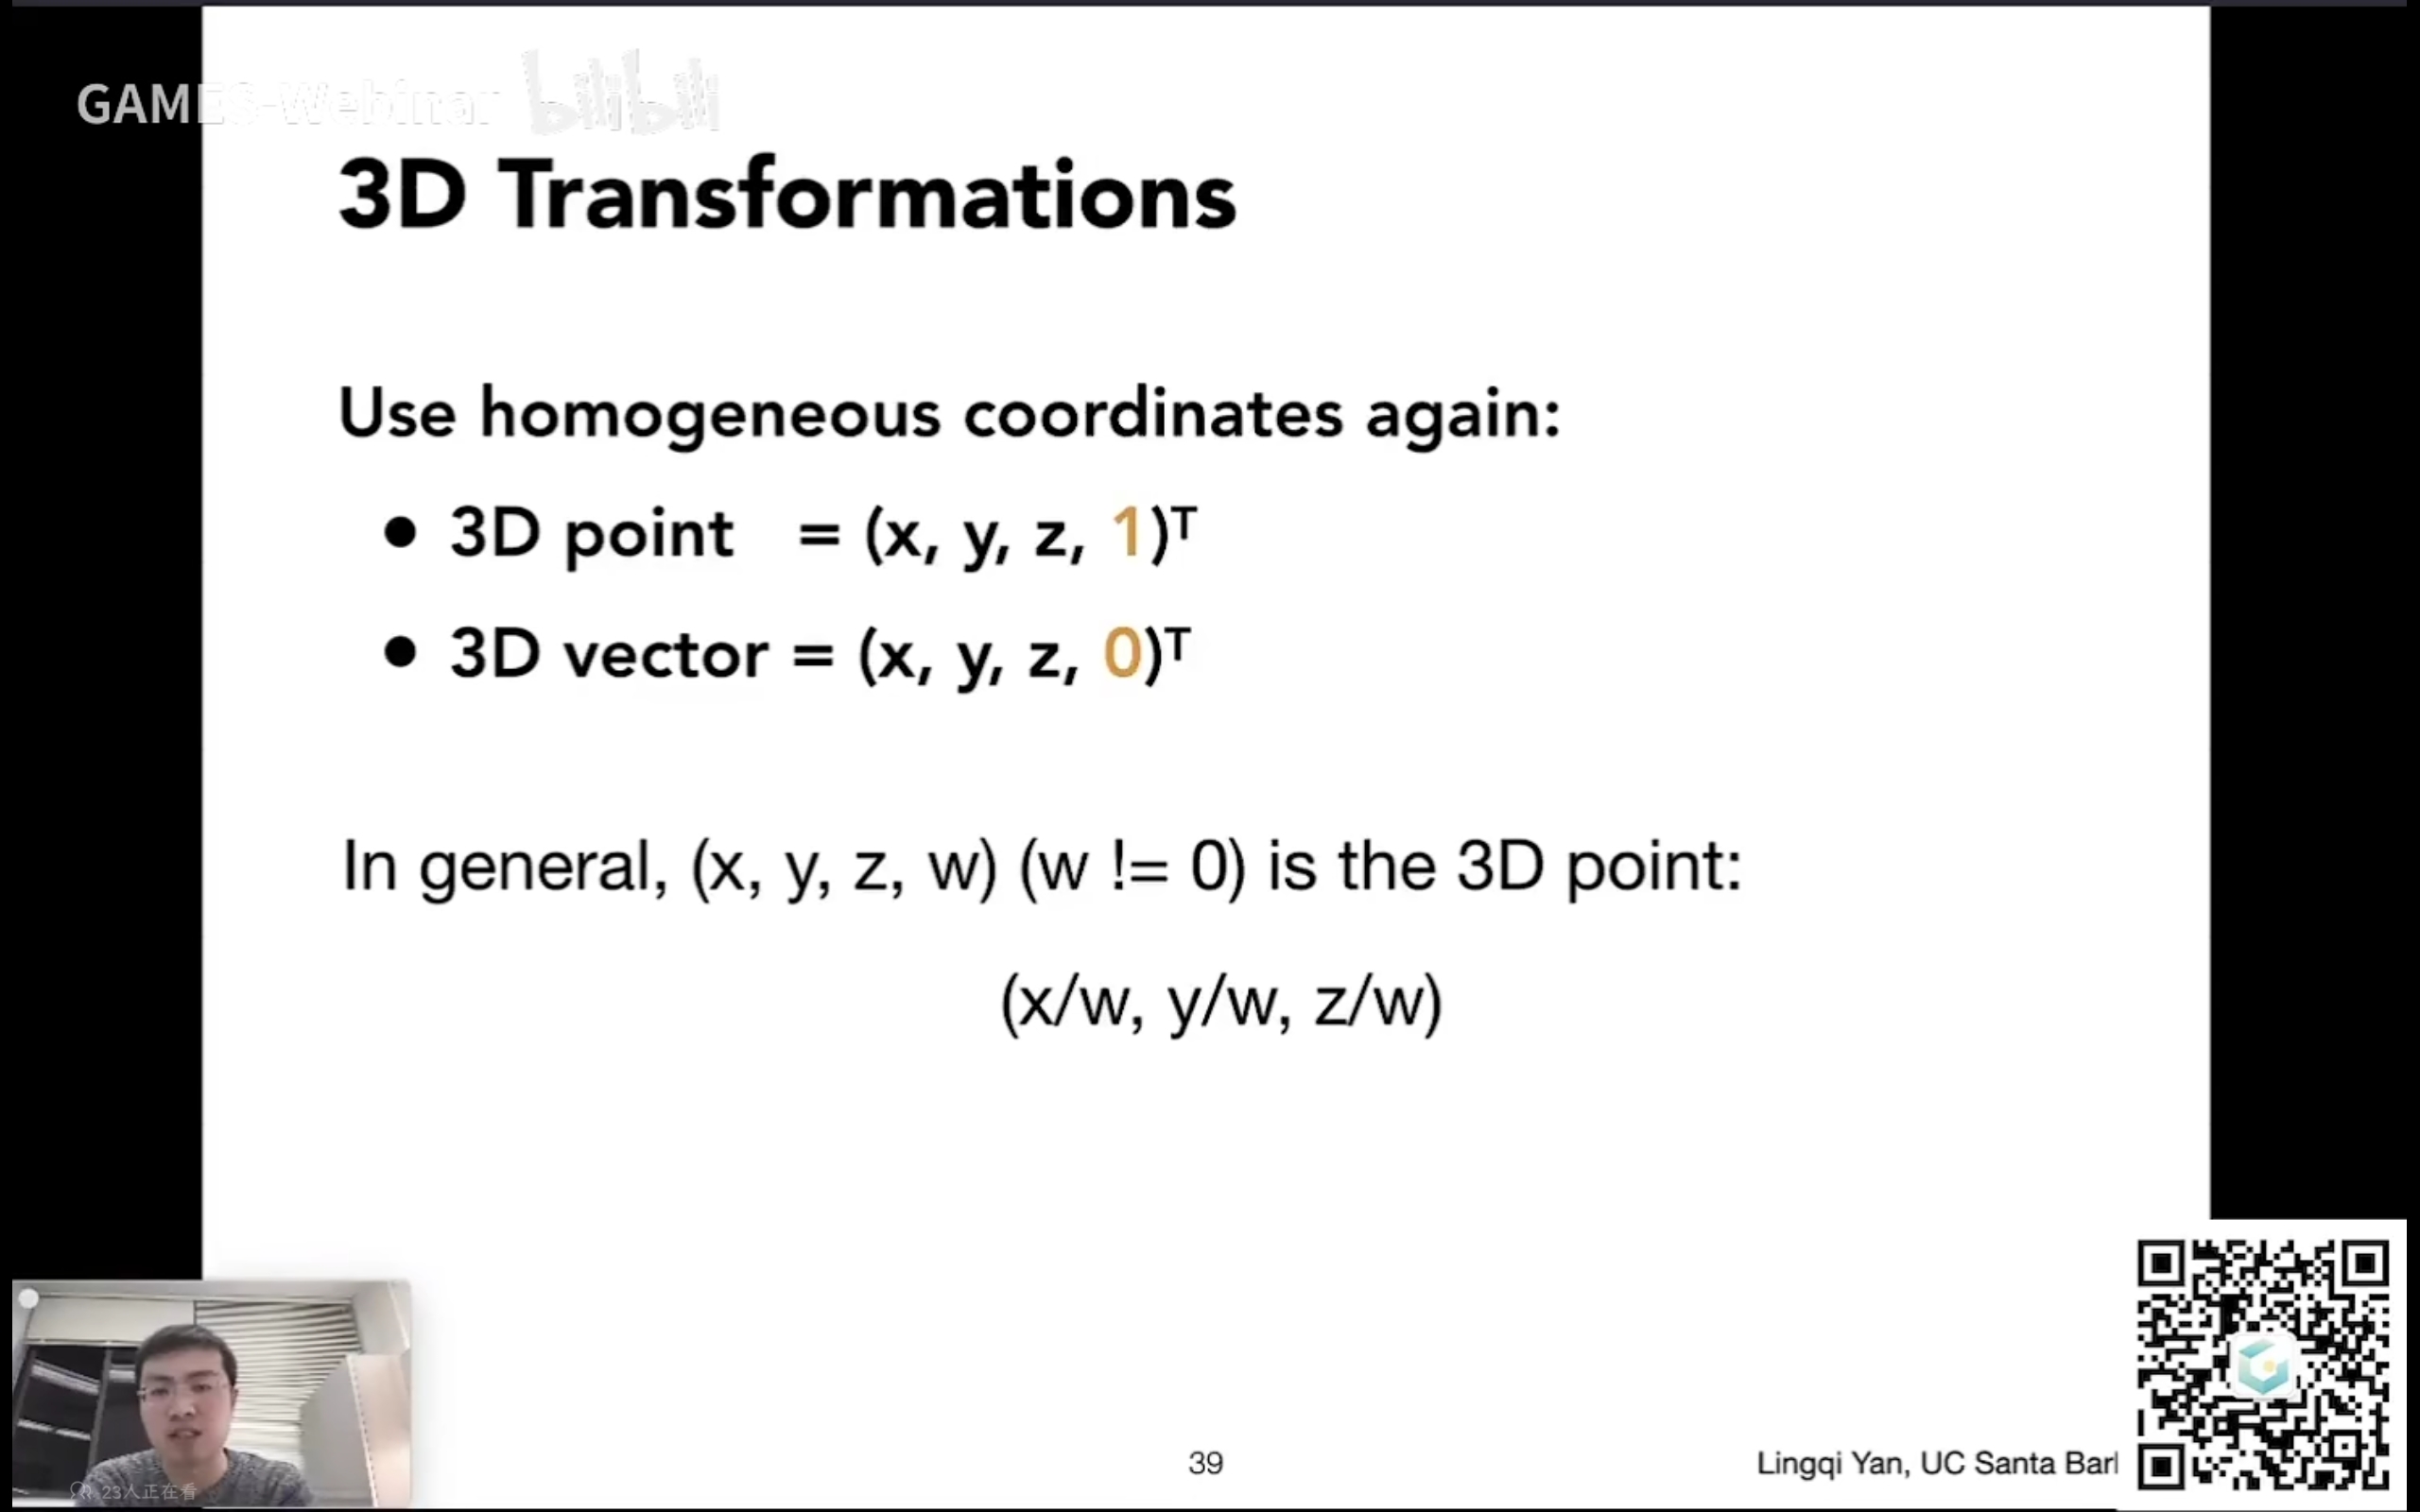 GAMES-Webinar bilibili
3D Transformations
Use homogeneous coordinates again:
• 3D point = (x, y, z, 1)ᵀ
• 3D vector = (x, y, z, 0)ᵀ
In general, (x, y, z, w) (w != 0) is the 3D point:
(x/w, y/w, z/w)
23人正在看
39
Lingqi Yan, UC Santa Barl